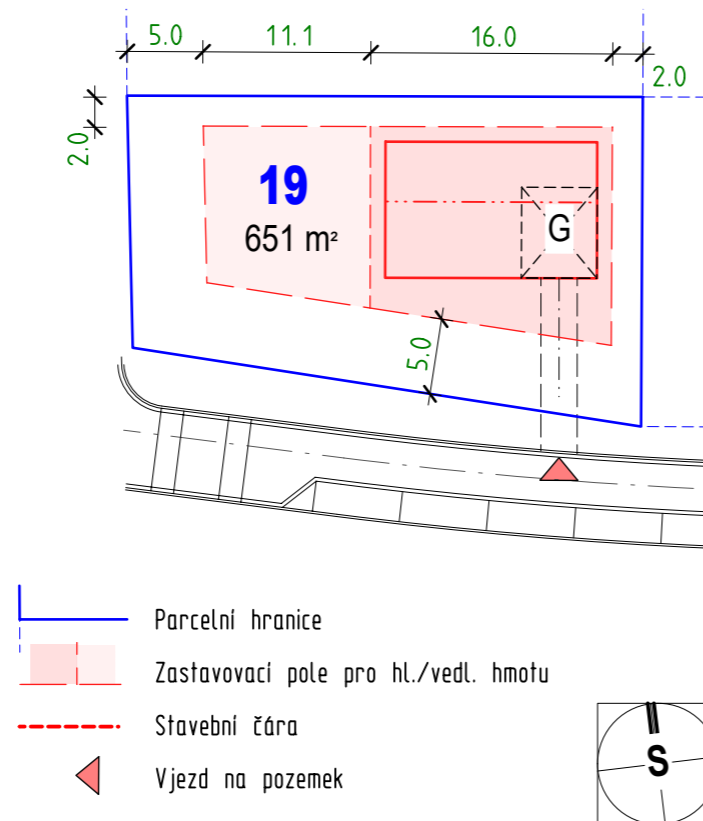 5.0 11.1 16.0
2.0
2.0
19
651 m²
G
5.0
Parcelní hranice
Zastavovací pole pro hl./vedl. hmotu
Stavební čára
Vjezd na pozemek
S